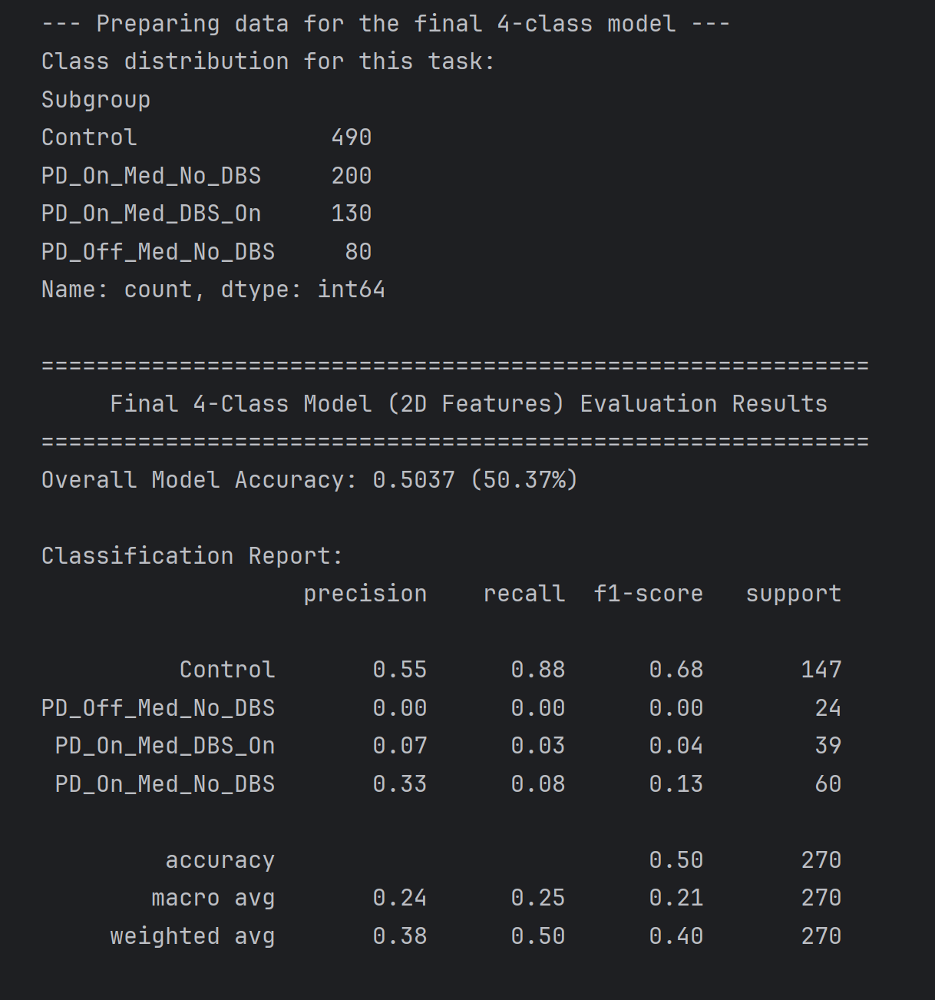 --- Preparing data for the final 4-class model ---
Class distribution for this task:
Subgroup
Control              490
PD_On_Med_No_DBS     200
PD_On_Med_DBS_On     130
PD_Off_Med_No_DBS     80
Name: count, dtype: int64
============================================================
     Final 4-Class Model (2D Features) Evaluation Results
============================================================
Overall Model Accuracy: 0.5037 (50.37%)
Classification Report:
                   precision    recall  f1-score   support
          Control       0.55      0.88      0.68       147
PD_Off_Med_No_DBS       0.00      0.00      0.00        24
 PD_On_Med_DBS_On       0.07      0.03      0.04        39
 PD_On_Med_No_DBS       0.33      0.08      0.13        60
         accuracy                           0.50       270
        macro avg       0.24      0.25      0.21       270
     weighted avg       0.38      0.50      0.40       270